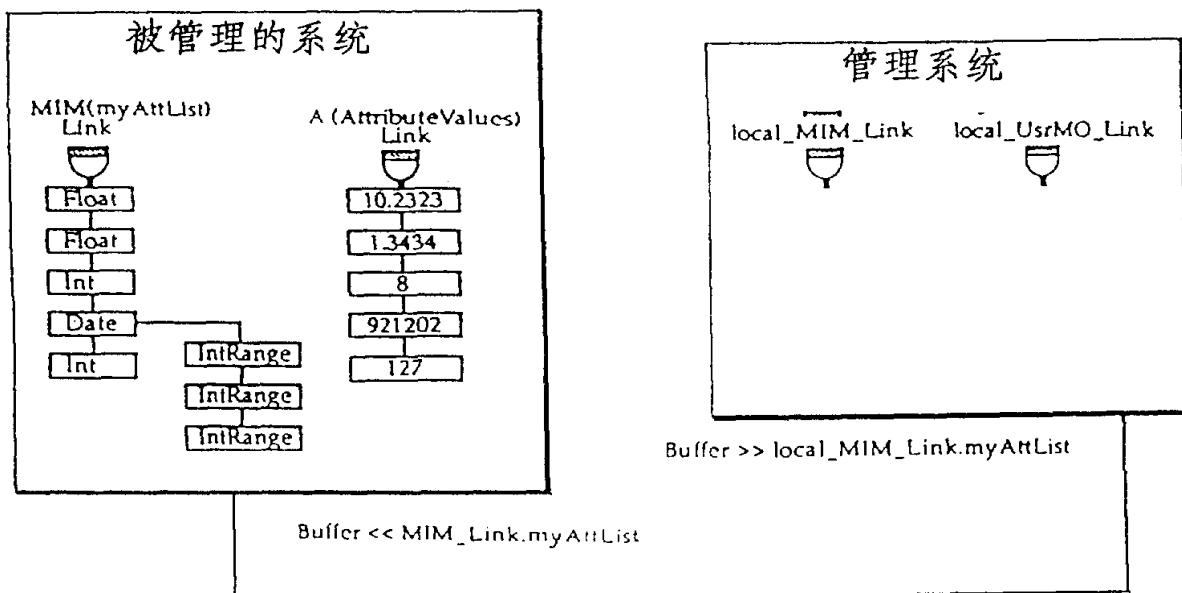 被管理的系统
MIM(myAttList)
Link
Float
Float
Int
Date
Int
IntRange
IntRange
IntRange
A (AttributeValues)
Link
10.2323
1.3434
8
921202
127
Buffer << MIM_Link.myAttList
管理系统
local_MIM_Link
local_UsrMO_Link
Buffer >> local_MIM_Link.myAttList